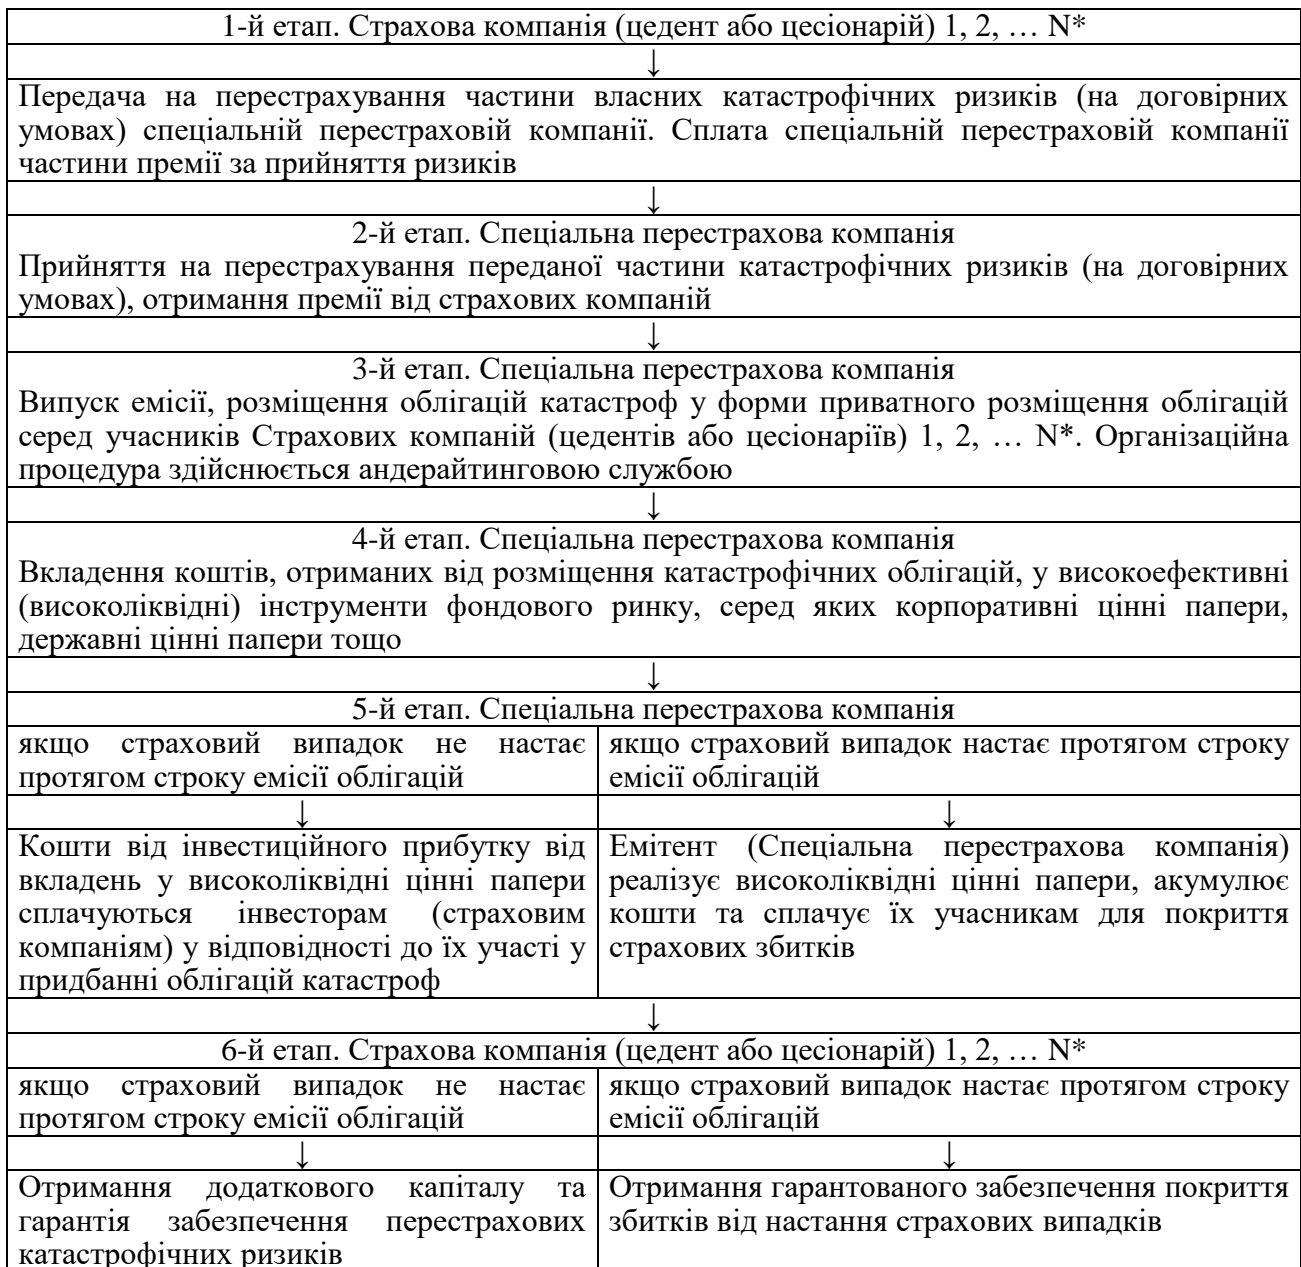 1-й етап. Страхова компанія (цедент або цесіонарій) 1, 2, … N*
↓
Передача на перестрахування частини власних катастрофічних ризиків (на договірних
умовах) спеціальній перестраховій компанії. Сплата спеціальній перестраховій компанії
частини премії за прийняття ризиків
↓
2-й етап. Спеціальна перестрахова компанія
Прийняття на перестрахування переданої частини катастрофічних ризиків (на договірних
умовах), отримання премії від страхових компаній
↓
3-й етап. Спеціальна перестрахова компанія
Випуск емісії, розміщення облігацій катастроф у форми приватного розміщення облігацій
серед учасників Страхових компаній (цедентів або цесіонаріїв) 1, 2, … N*. Організаційна
процедура здійснюється андерайтинговою службою
↓
4-й етап. Спеціальна перестрахова компанія
Вкладення коштів, отриманих від розміщення катастрофічних облігацій, у високоефективні
(високоліквідні) інструменти фондового ринку, серед яких корпоративні цінні папери,
державні цінні папери тощо
↓
5-й етап. Спеціальна перестрахова компанія
якщо страховий випадок не настає
протягом строку емісії облігацій
↓
Кошти від інвестиційного прибутку від
вкладень у високоліквідні цінні папери
сплачуються інвесторам (страховим
компаніям) у відповідності до їх участі у
придбанні облігацій катастроф
якщо страховий випадок настає протягом строку
емісії облігацій
↓
Емітент (Спеціальна перестрахова компанія)
реалізує високоліквідні цінні папери, акумулює
кошти та сплачує їх учасникам для покриття
страхових збитків
↓
6-й етап. Страхова компанія (цедент або цесіонарій) 1, 2, … N*
якщо страховий випадок не настає
протягом строку емісії облігацій
↓
Отримання додаткового капіталу та
гарантія забезпечення перестрахових
катастрофічних ризиків
якщо страховий випадок настає протягом строку
емісії облігацій
↓
Отримання гарантованого забезпечення покриття
збитків від настання страхових випадків